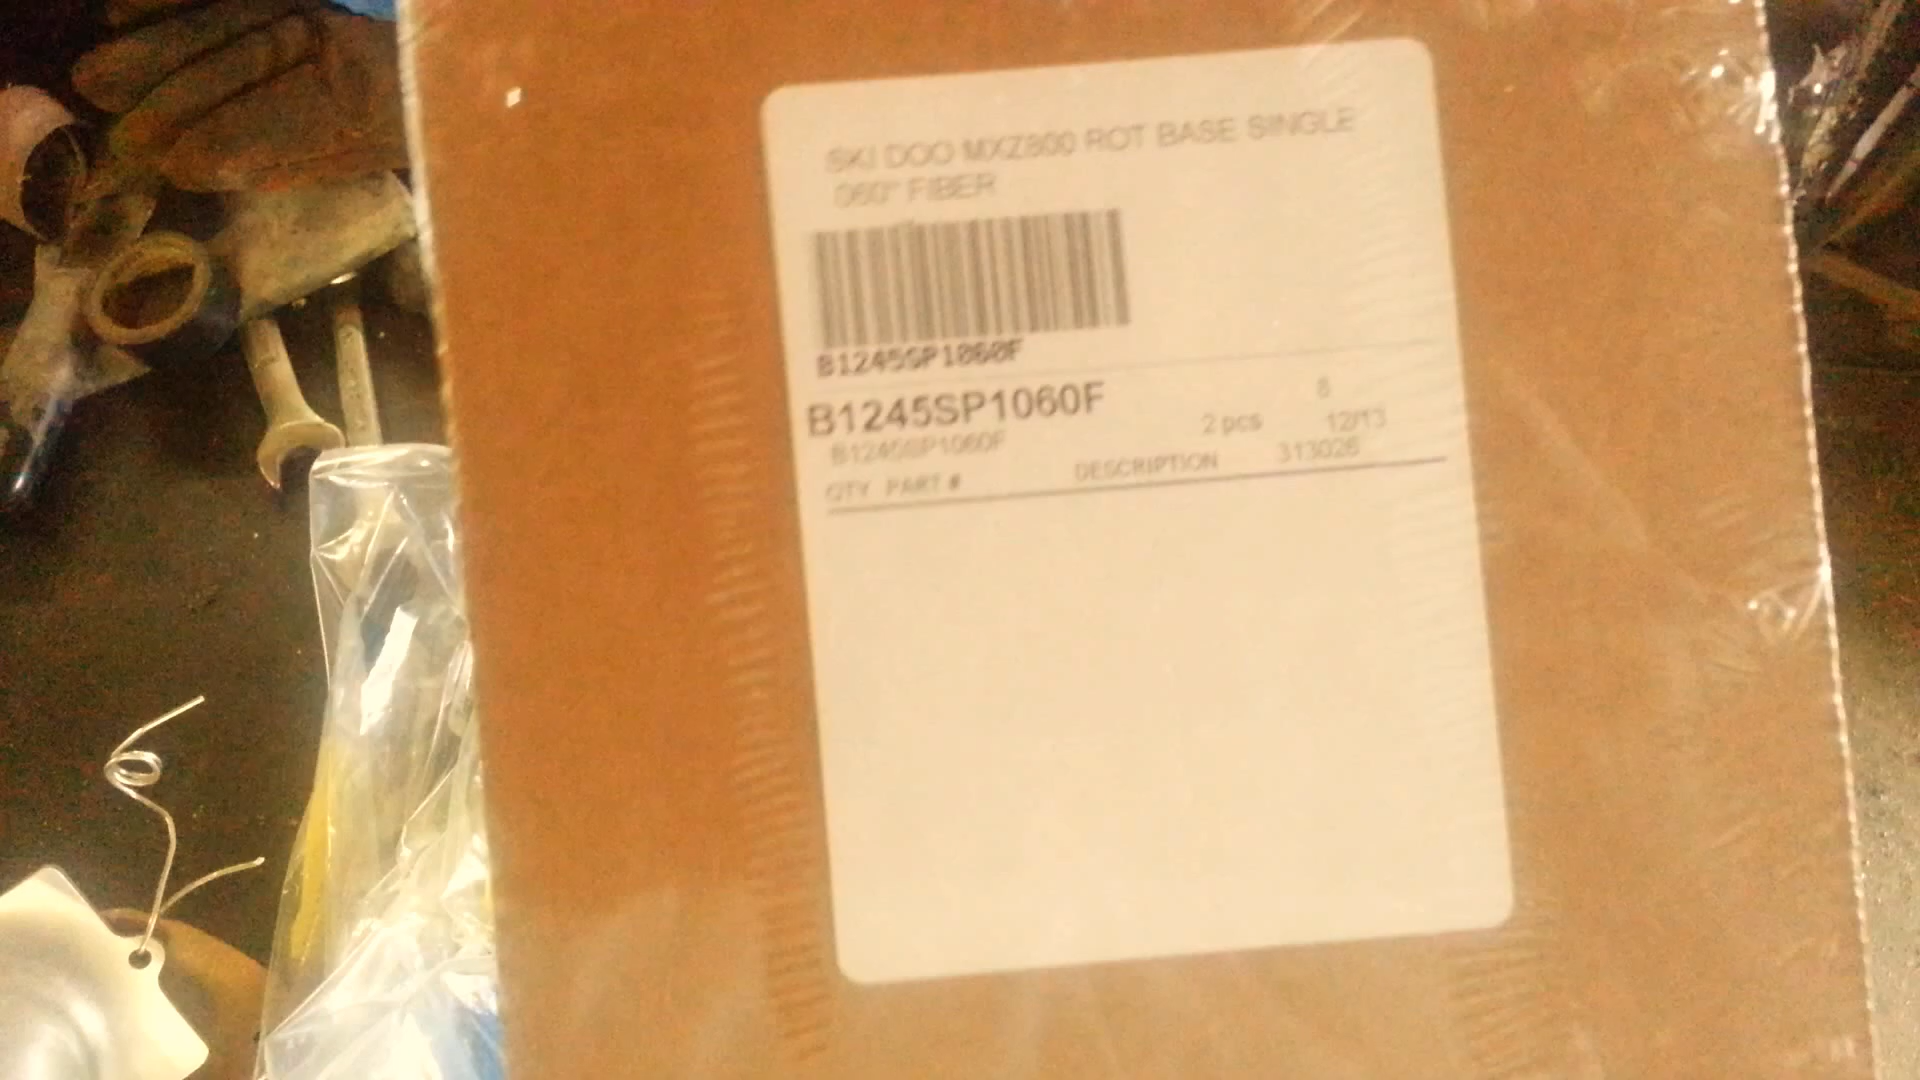 SKI DOO MXZ800 ROT BASE SINGLE
.060" FIBER
B1245SP1060F
8
B1245SP1060F 2 pcs 12/13
B1245SP1060F 313026
QTY PART # DESCRIPTION